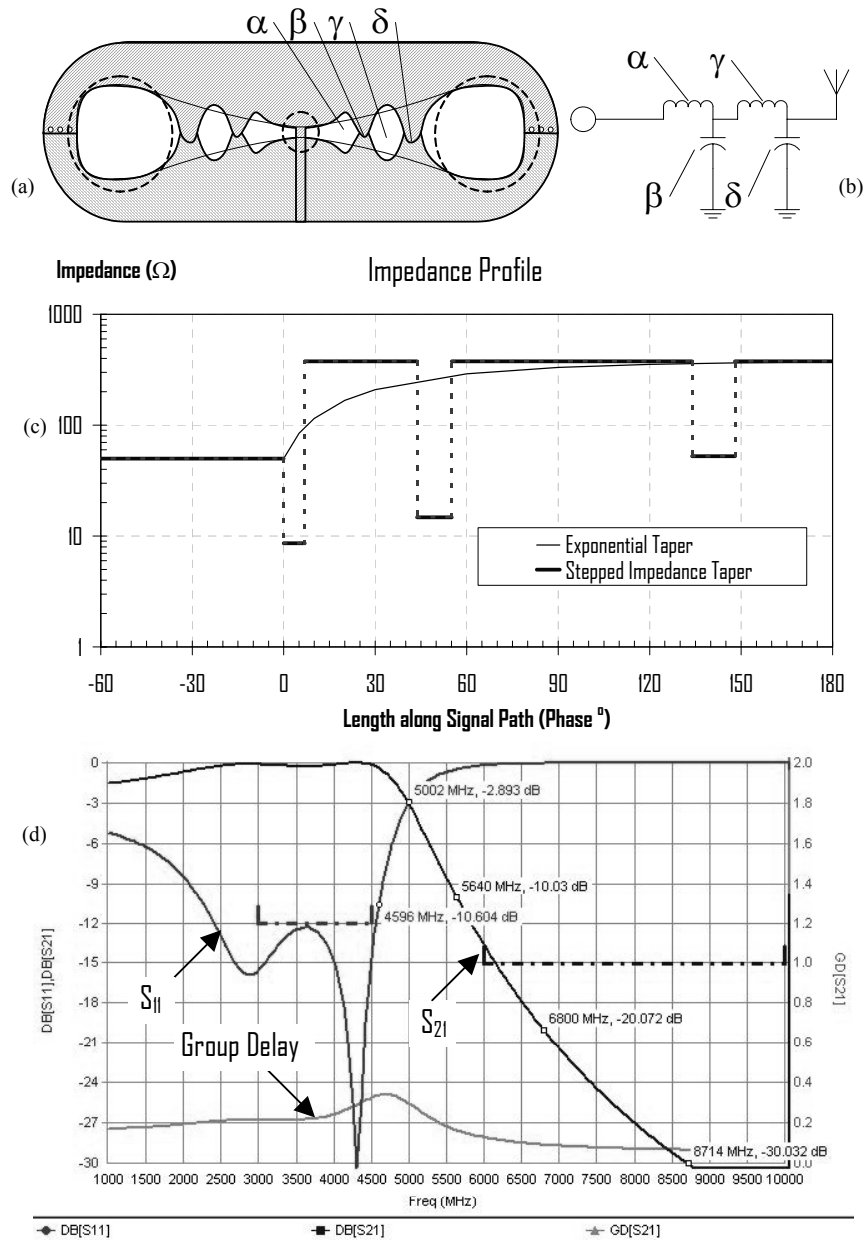 α β γ δ
α γ
β δ
(a)
(b)
Impedance (Ω)
Impedance Profile
1000
100
10
1
(c)
Exponential Taper
Stepped Impedance Taper
-60 -30 0 30 60 90 120 150 180
Length along Signal Path (Phase º)
(d)
0
-3
-6
-9
-12
-15
-18
-21
-24
-27
-30
DB[S11],DB[S21]
2.0
1.8
1.6
1.4
1.2
1.0
0.8
0.6
0.4
0.2
0.0
GD[S21]
5002 MHz, -2.893 dB
5640 MHz, -10.03 dB
4596 MHz, -10.604 dB
6800 MHz, -20.072 dB
8714 MHz, -30.032 dB
S11
S21
Group Delay
1000 1500 2000 2500 3000 3500 4000 4500 5000 5500 6000 6500 7000 7500 8000 8500 9000 9500 10000
Freq (MHz)
DB[S11] DB[S21] GD[S21]